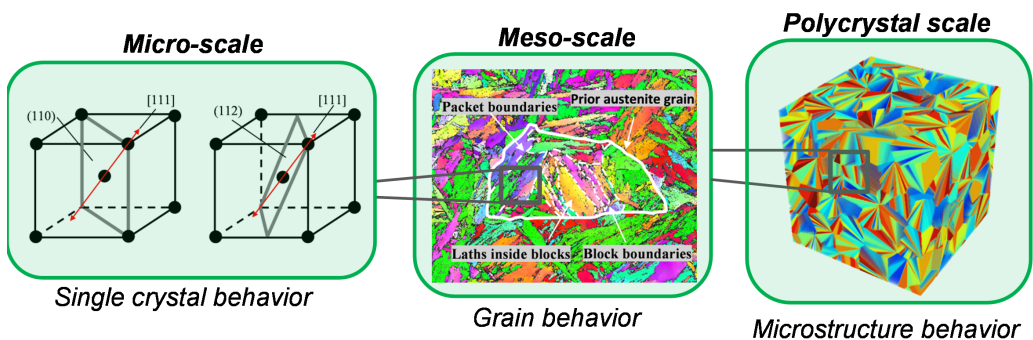 Micro-scale
Meso-scale
Polycrystal scale
(110)
[111]
(112)
[111]
Packet boundaries
Prior austenite grain
Laths inside blocks
Block boundaries
Single crystal behavior
Grain behavior
Microstructure behavior